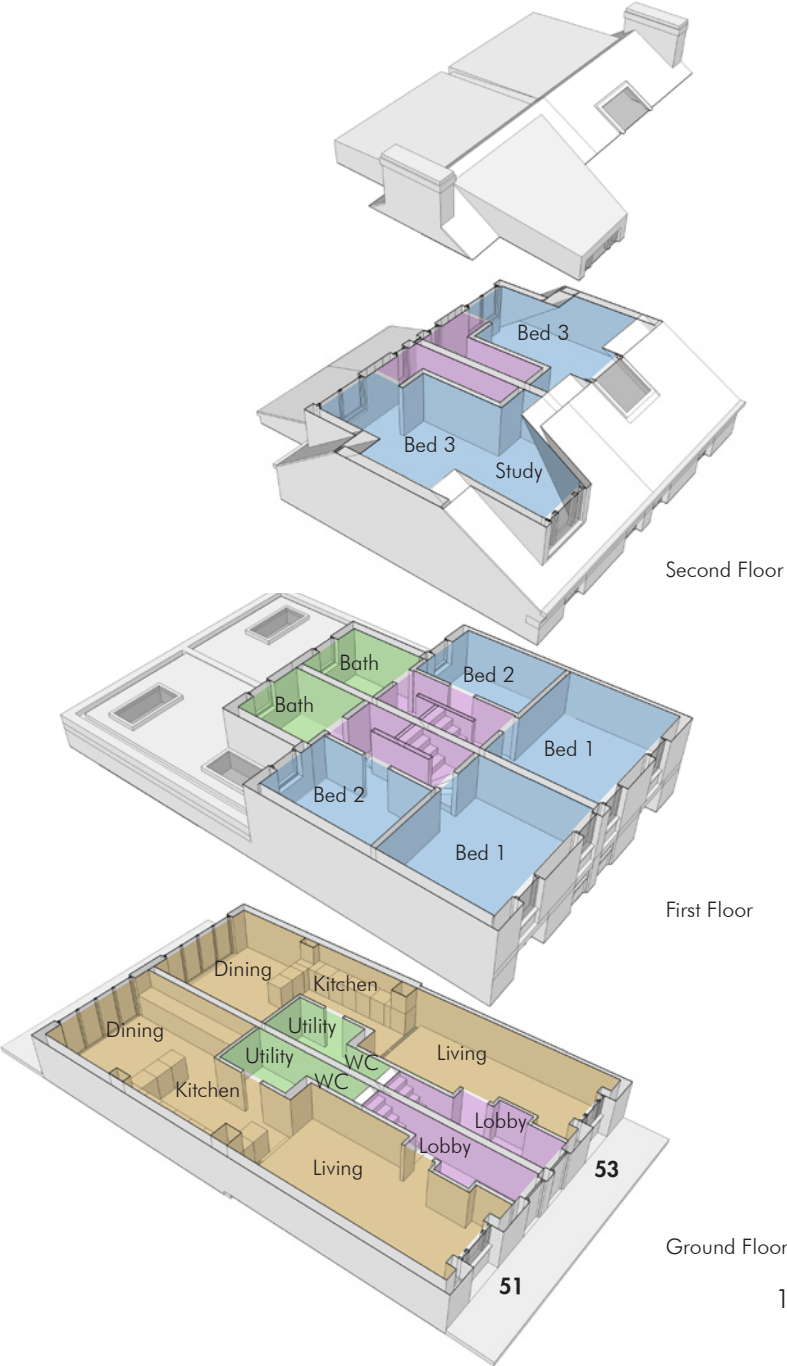 Bed 3
Bed 3
Study
Second Floor
Bath
Bed 2
Bath
Bed 1
Bed 2
Bed 1
First Floor
Dining
Kitchen
Utility
Dining
Utility
WC
Living
WC
Kitchen
Lobby
Lobby
Living
53
Ground Floor
51
1